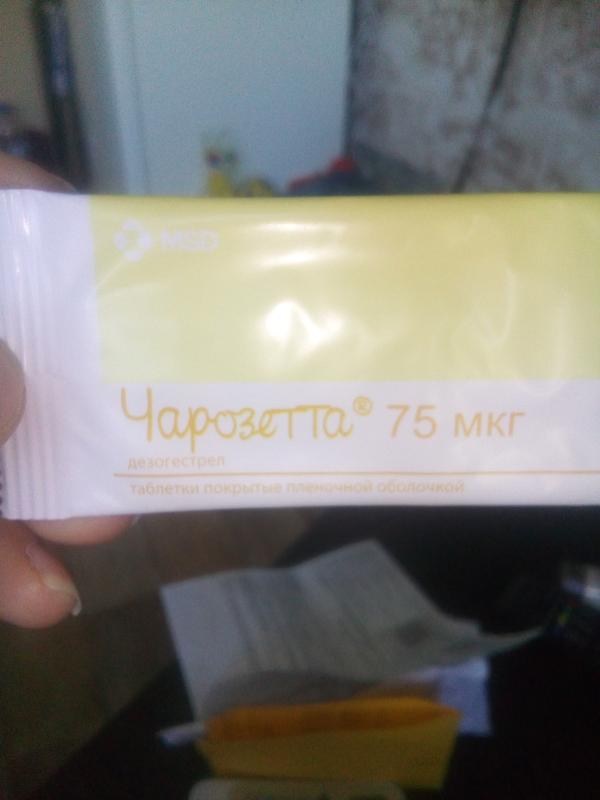 MSD
Чарозетта® 75 мкг
дезогестрел
таблетки покрытые пленочной оболочкой